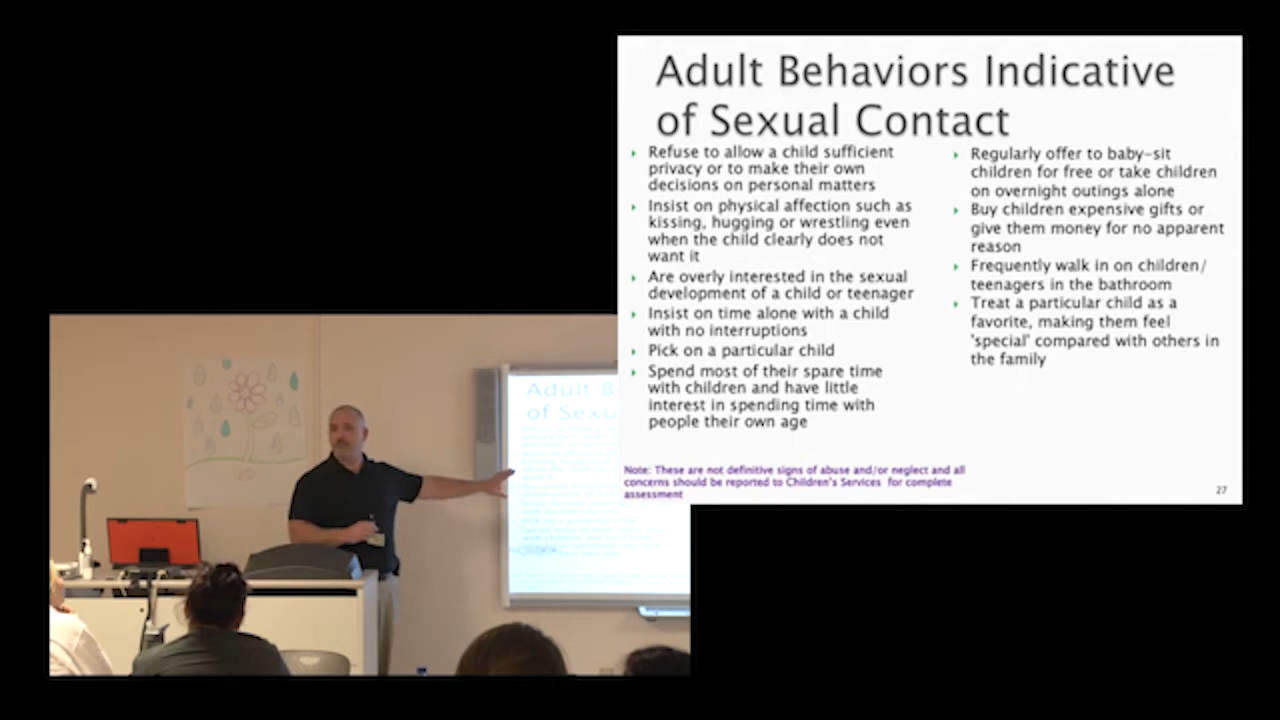 Adult Behaviors Indicative
of Sexual Contact
Refuse to allow a child sufficient
privacy or to make their own
decisions on personal matters
Insist on physical affection such as
kissing, hugging or wrestling even
when the child clearly does not
want it
Are overly interested in the sexual
development of a child or teenager
Insist on time alone with a child
with no interruptions
Pick on a particular child
Spend most of their spare time
with children and have little
interest in spending time with
people their own age
Regularly offer to baby-sit
children for free or take children
on overnight outings alone
Buy children expensive gifts or
give them money for no apparent
reason
Frequently walk in on children/
teenagers in the bathroom
Treat a particular child as a
favorite, making them feel
'special' compared with others in
the family
Note: These are not definitive signs of abuse and/or neglect and all
concerns should be reported to Children's Services for complete
assessment
27
Adult B
of Sexu